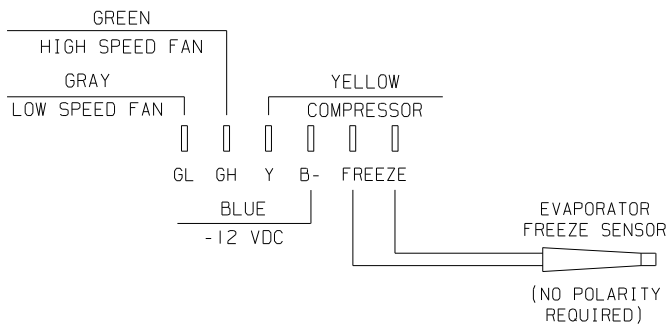 GREEN
HIGH SPEED FAN
GRAY
LOW SPEED FAN
YELLOW
COMPRESSOR
GL GH Y B- FREEZE
BLUE
-12 VDC
EVAPORATOR
FREEZE SENSOR
(NO POLARITY
REQUIRED)